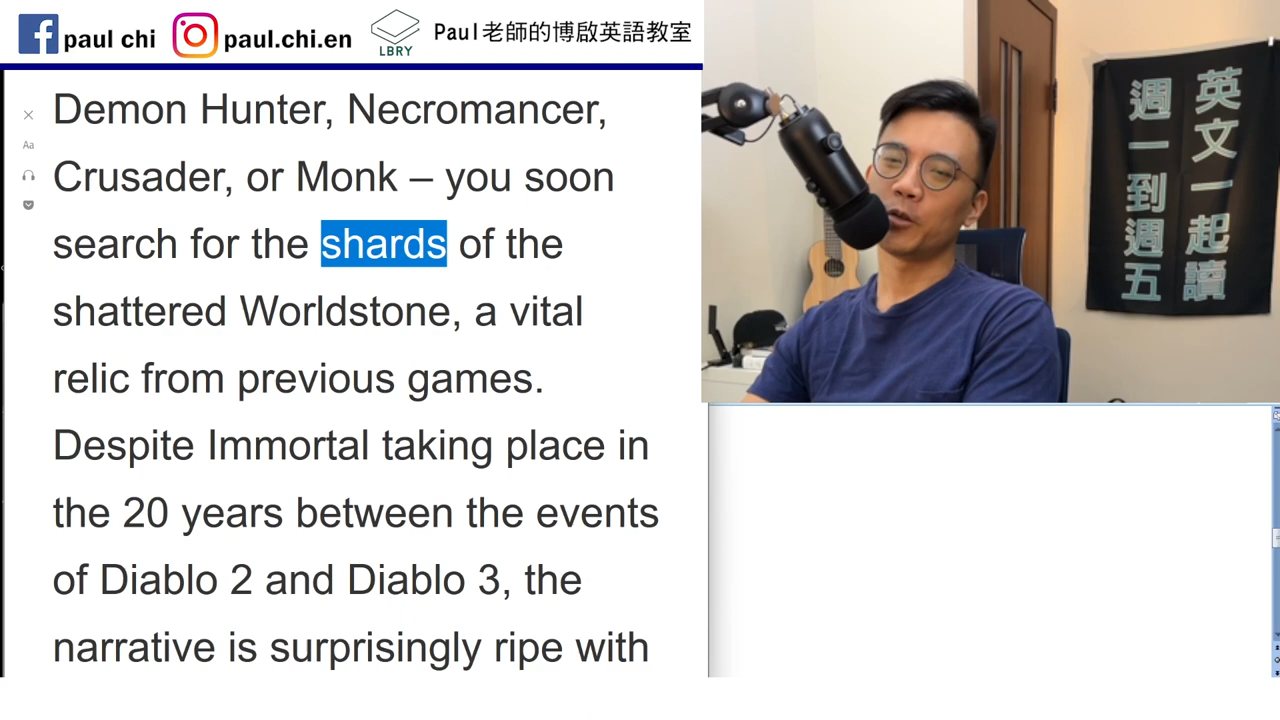 paul chi
paul.chi.en
LBRY
Paul老師的博啟英語教室
Demon Hunter, Necromancer,
Crusader, or Monk – you soon
search for the shards of the
shattered Worldstone, a vital
relic from previous games.
Despite Immortal taking place in
the 20 years between the events
of Diablo 2 and Diablo 3, the
narrative is surprisingly ripe with
Aa
英文一起讀
週一到週五